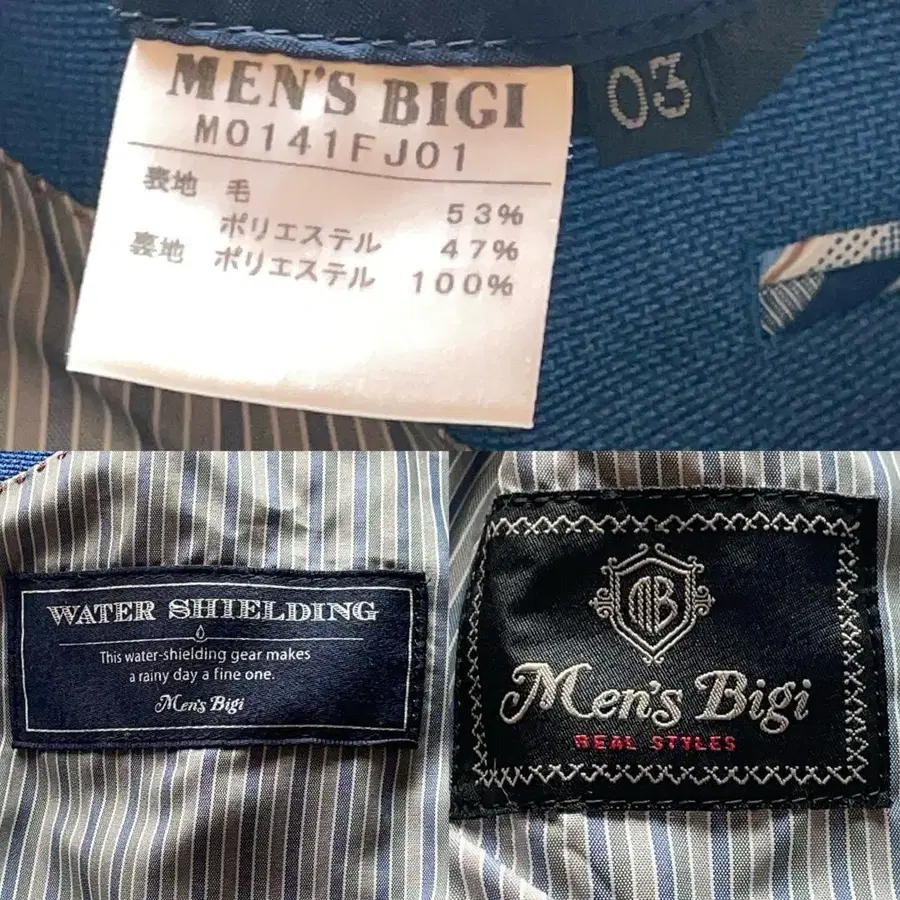 MEN'S BIGI
03
M0141FJ01
表地 毛 53%
ポリエステル 47%
裏地 ポリエステル 100%
WATER SHIELDING
This water-shielding gear makes
a rainy day a fine one.
Men's Bigi
MB
Men's Bigi
REAL STYLES